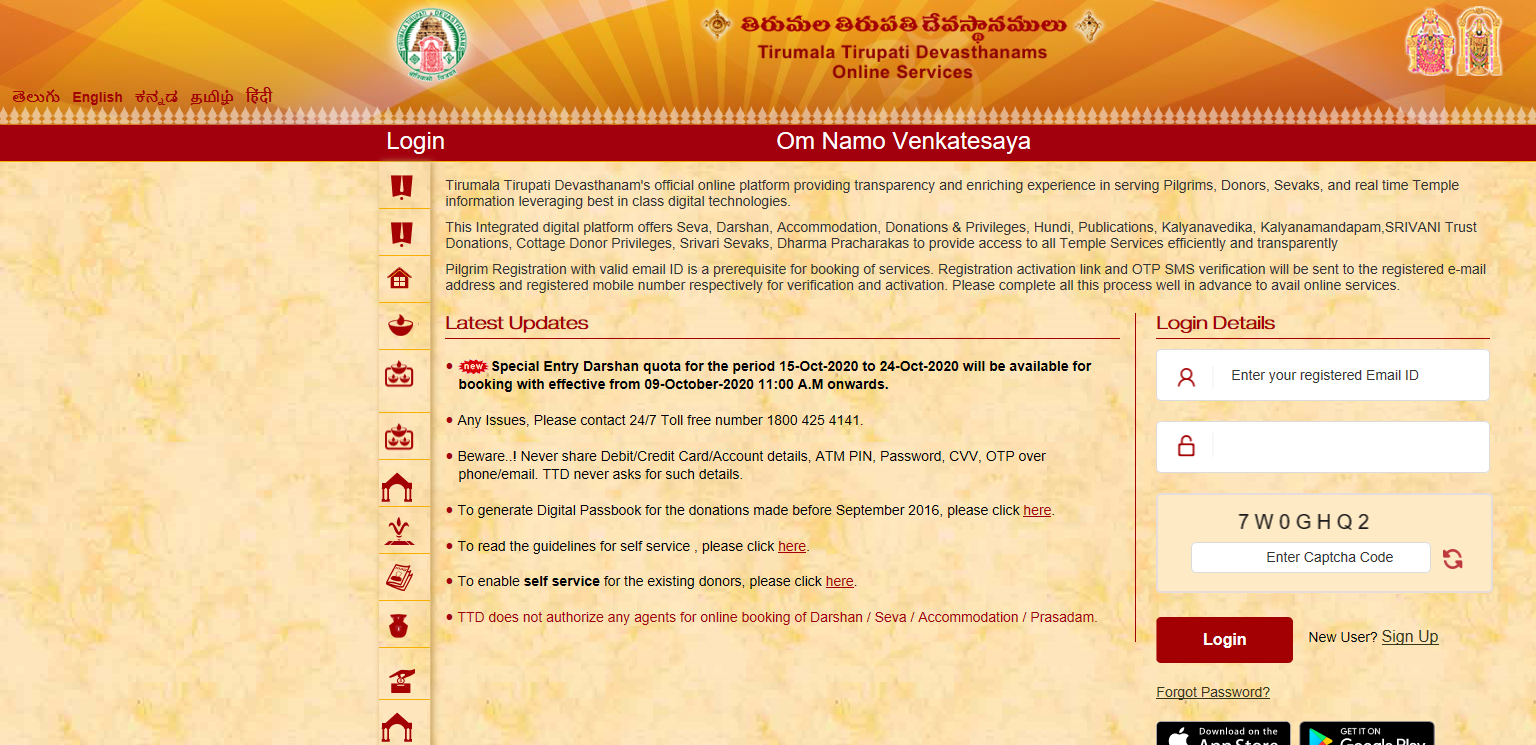 తిరుమల తిరుపతి దేవస్థానములు
Tirumala Tirupati Devasthanams
Online Services
తెలుగు English ಕನ್ನಡ தமிழ் हिंदी
Login
Om Namo Venkatesaya
Tirumala Tirupati Devasthanam's official online platform providing transparency and enriching experience in serving Pilgrims, Donors, Sevaks, and real time Temple
information leveraging best in class digital technologies.
This Integrated digital platform offers Seva, Darshan, Accommodation, Donations & Privileges, Hundi, Publications, Kalyanavedika, Kalyanamandapam,SRIVANI Trust
Donations, Cottage Donor Privileges, Srivari Sevaks, Dharma Pracharakas to provide access to all Temple Services efficiently and transparently
Pilgrim Registration with valid email ID is a prerequisite for booking of services. Registration activation link and OTP SMS verification will be sent to the registered e-mail
address and registered mobile number respectively for verification and activation. Please complete all this process well in advance to avail online services.
Latest Updates
• new Special Entry Darshan quota for the period 15-Oct-2020 to 24-Oct-2020 will be available for
booking with effective from 09-October-2020 11:00 A.M onwards.
• Any Issues, Please contact 24/7 Toll free number 1800 425 4141.
• Beware..! Never share Debit/Credit Card/Account details, ATM PIN, Password, CVV, OTP over
phone/email. TTD never asks for such details.
• To generate Digital Passbook for the donations made before September 2016, please click here.
• To read the guidelines for self service , please click here.
• To enable self service for the existing donors, please click here.
• TTD does not authorize any agents for online booking of Darshan / Seva / Accommodation / Prasadam.
Login Details
Enter your registered Email ID
7W0GHQ2
Enter Captcha Code
Login
New User? Sign Up
Forgot Password?
Download on the
App Store
GET IT ON
Google Play